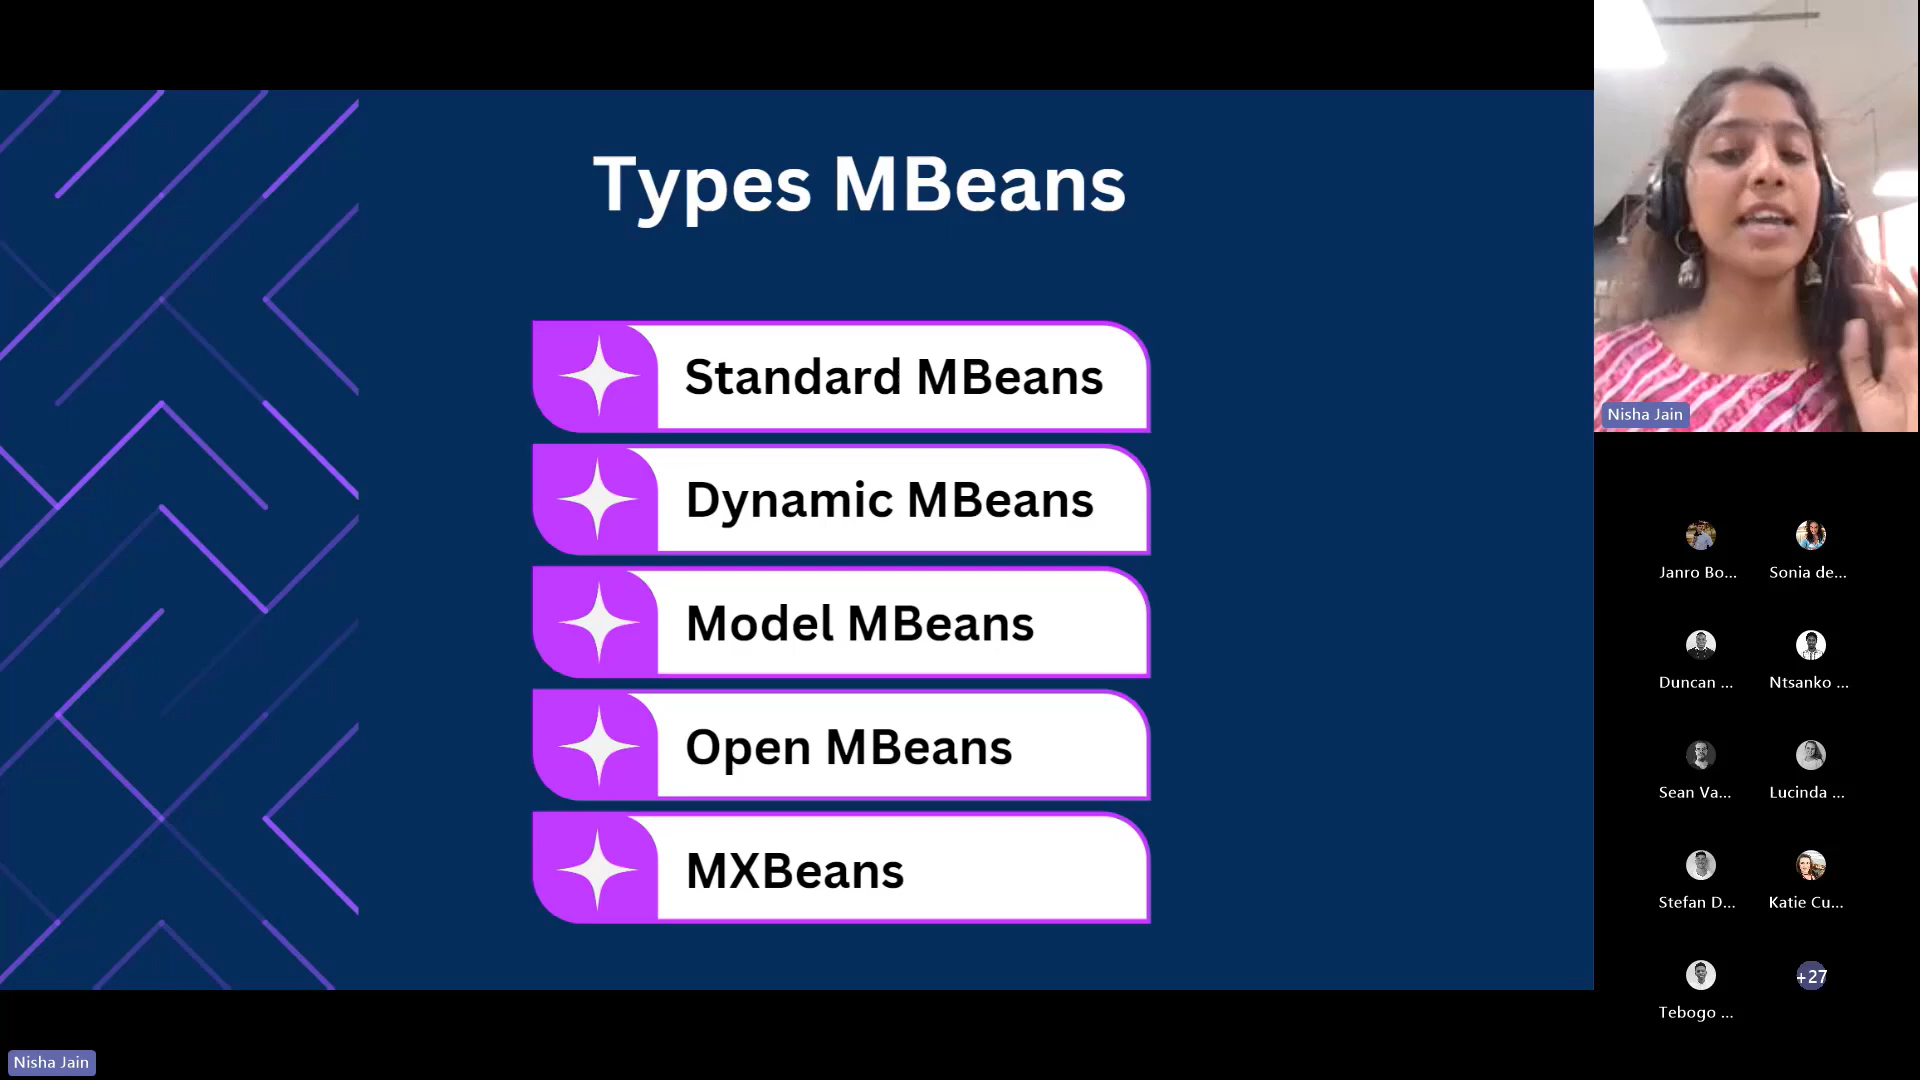 Types MBeans
Standard MBeans
Dynamic MBeans
Model MBeans
Open MBeans
MXBeans
Nisha Jain
Janro Bo...
Sonia de...
Duncan ...
Ntsanko ...
Sean Va...
Lucinda ...
Stefan D...
Katie Cu...
Tebogo ...
+27
Nisha Jain